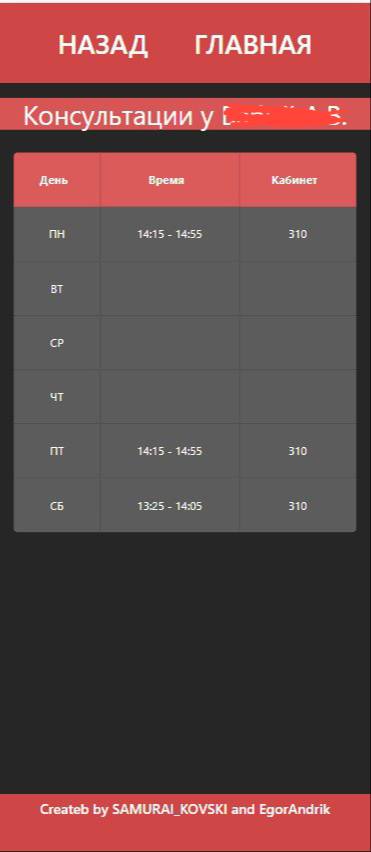 НАЗАД ГЛАВНАЯ
Консультации у
День Время Кабинет
ПН 14:15 - 14:55 310
ВТ
СР
ЧТ
ПТ 14:15 - 14:55 310
СБ 13:25 - 14:05 310
Createb by SAMURAI_KOVSKI and EgorAndrik